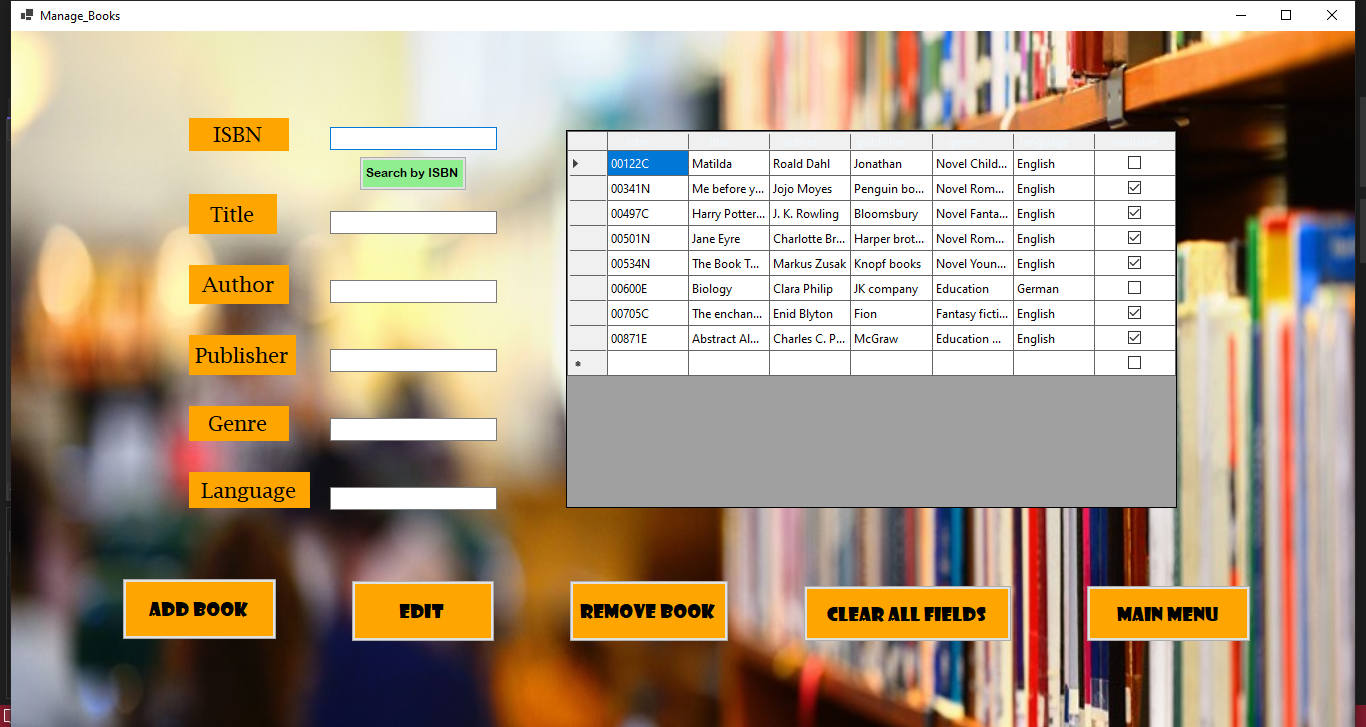 Manage_Books
ISBN
Search by ISBN
Title
Author
Publisher
Genre
Language
00122C Matilda Roald Dahl Jonathan Novel Child... English
00341N Me before y... Jojo Moyes Penguin bo... Novel Rom... English
00497C Harry Potter... J. K. Rowling Bloomsbury Novel Fanta... English
00501N Jane Eyre Charlotte Br... Harper brot... Novel Rom... English
00534N The Book T... Markus Zusak Knopf books Novel Youn... English
00600E Biology Clara Philip JK company Education German
00705C The enchan... Enid Blyton Fion Fantasy ficti... English
00871E Abstract Al... Charles C. P... McGraw Education ... English
ADD BOOK
EDIT
REMOVE BOOK
CLEAR ALL FIELDS
MAIN MENU